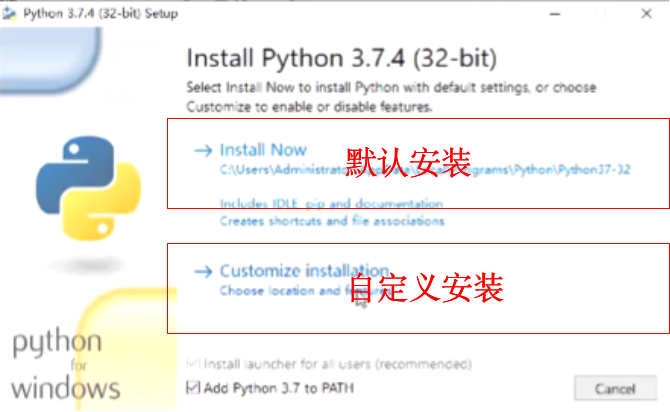 Python 3.7.4 (32-bit) Setup
Install Python 3.7.4 (32-bit)
Select Install Now to install Python with default settings, or choose
Customize to enable or disable features.
Install Now
默认安装
C:\Users\Administrator\AppData\Local\Programs\Python\Python37-32
Includes IDLE, pip and documentation
Creates shortcuts and file associations
Customize installation
自定义安装
Choose location and features
python
for
windows
Install launcher for all users (recommended)
Add Python 3.7 to PATH
Cancel